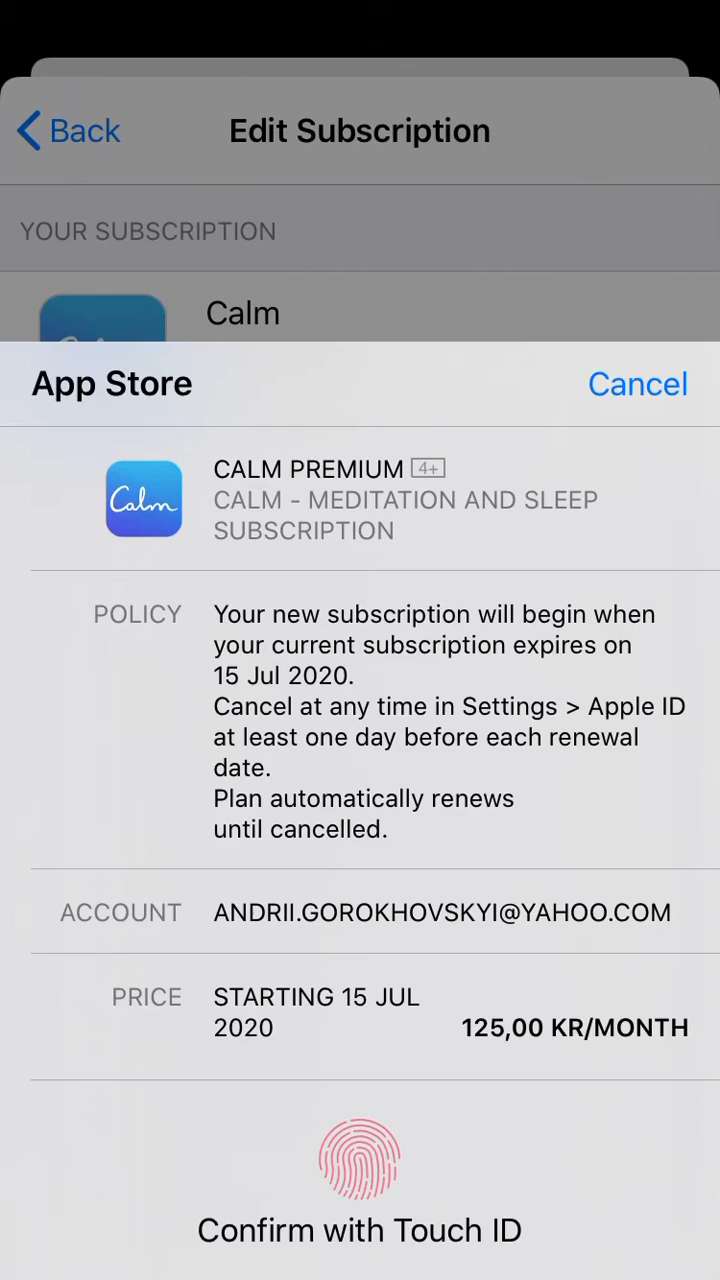 Back
Edit Subscription
YOUR SUBSCRIPTION
Calm
App Store
Cancel
Calm
CALM PREMIUM 4+
CALM - MEDITATION AND SLEEP
SUBSCRIPTION
POLICY
Your new subscription will begin when
your current subscription expires on
15 Jul 2020.
Cancel at any time in Settings > Apple ID
at least one day before each renewal
date.
Plan automatically renews
until cancelled.
ACCOUNT
ANDRII.GOROKHOVSKYI@YAHOO.COM
PRICE
STARTING 15 JUL
2020
125,00 KR/MONTH
Confirm with Touch ID